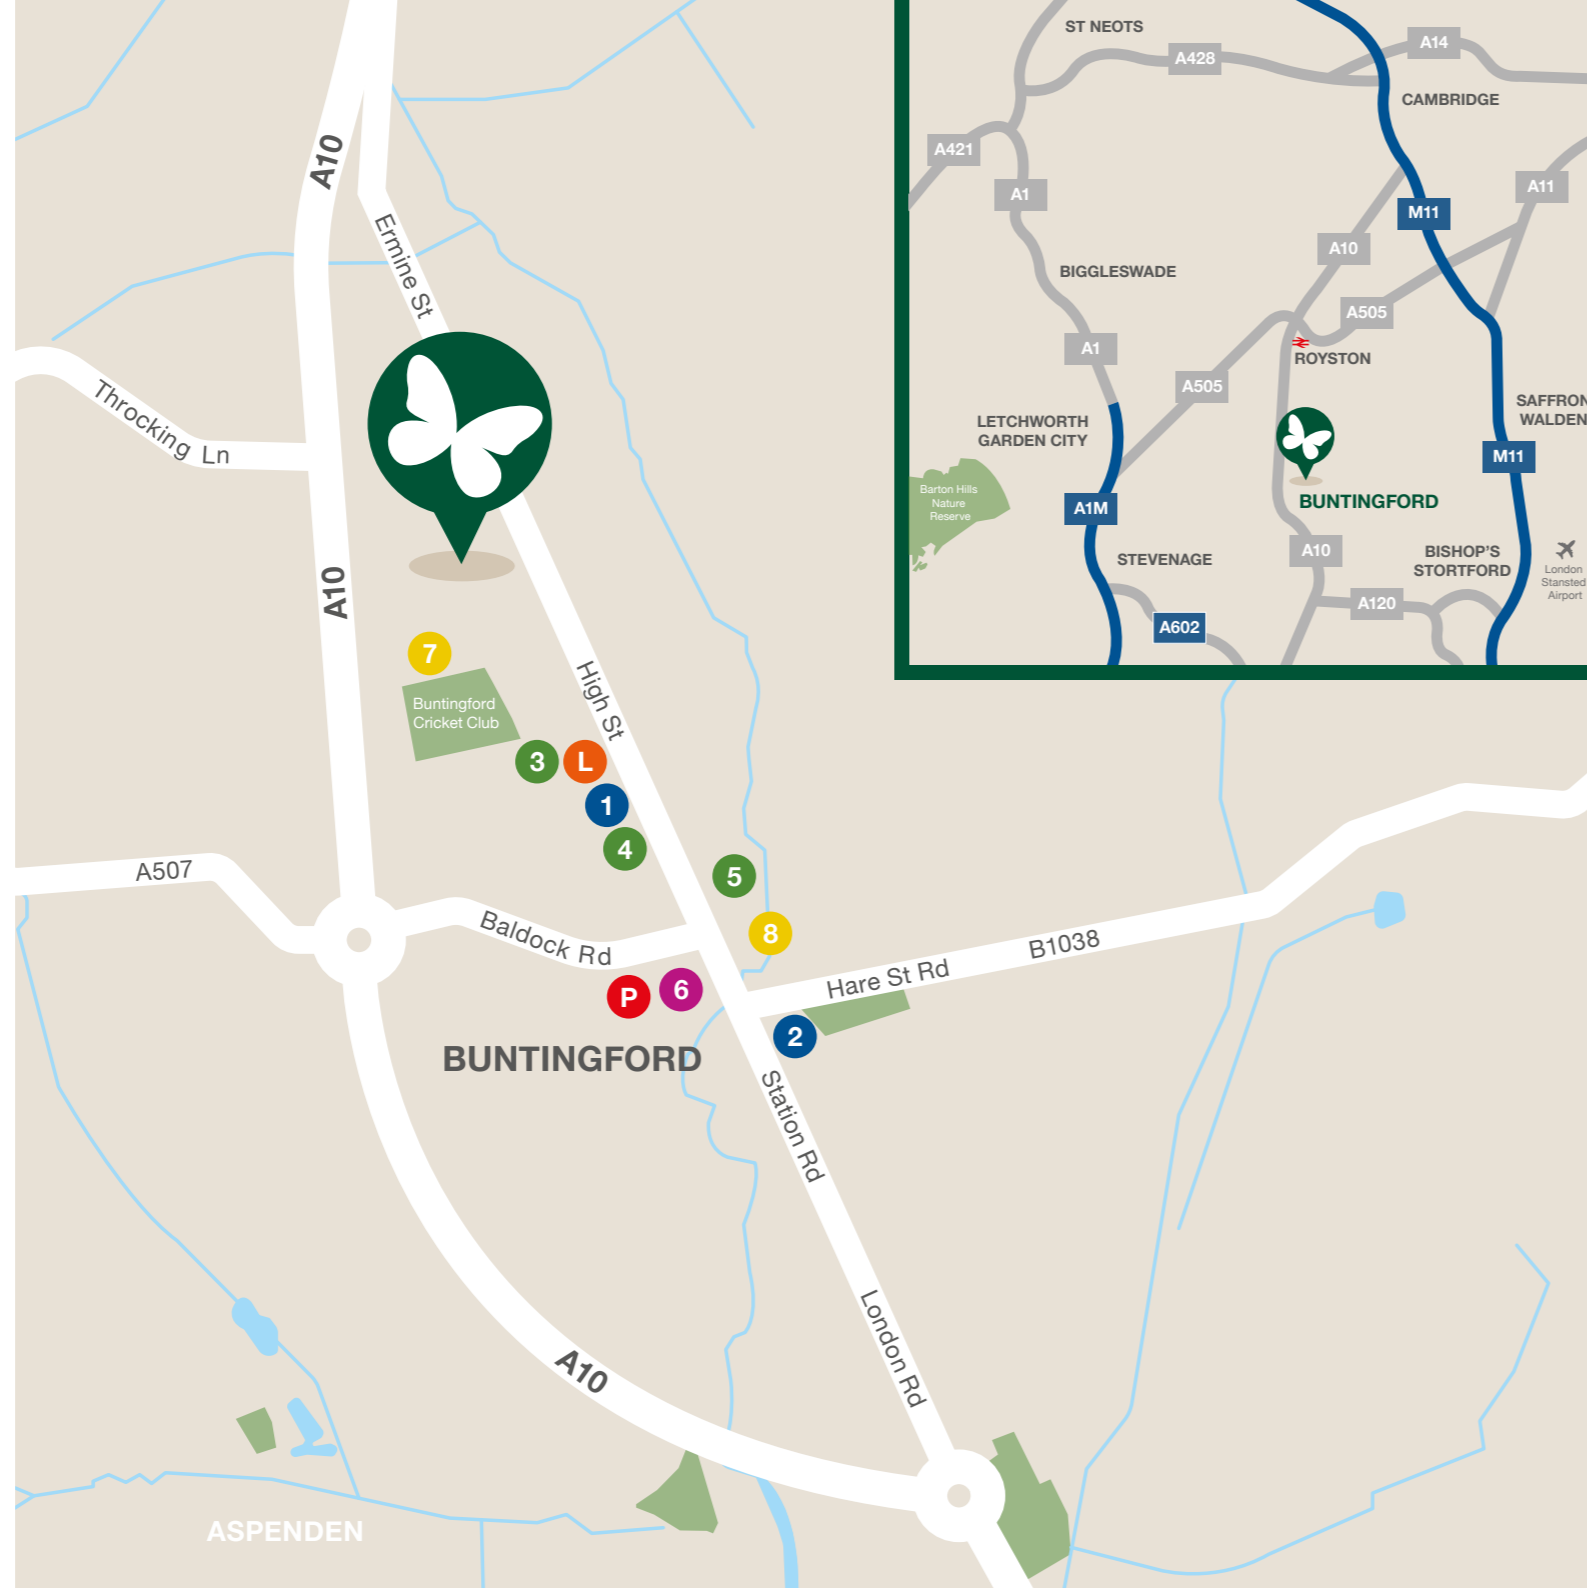 ST NEOTS
A428
A14
CAMBRIDGE
A421
A1
A11
M11
A10
BIGGLESWADE
A505
A1
ROYSTON
A505
SAFFRON
WALDEN
LETCHWORTH
GARDEN CITY
M11
Barton Hills
Nature
Reserve
BUNTINGFORD
A1M
A10
BISHOP'S
STORTFORD
STEVENAGE
London
Stansted
Airport
A120
A602
A10
Ermine St
Throcking Ln
A10
7
Buntingford
Cricket Club
High St
3
L
1
4
A507
5
Baldock Rd
8
B1038
Hare St Rd
P
6
2
BUNTINGFORD
Station Rd
London Rd
A10
ASPENDEN